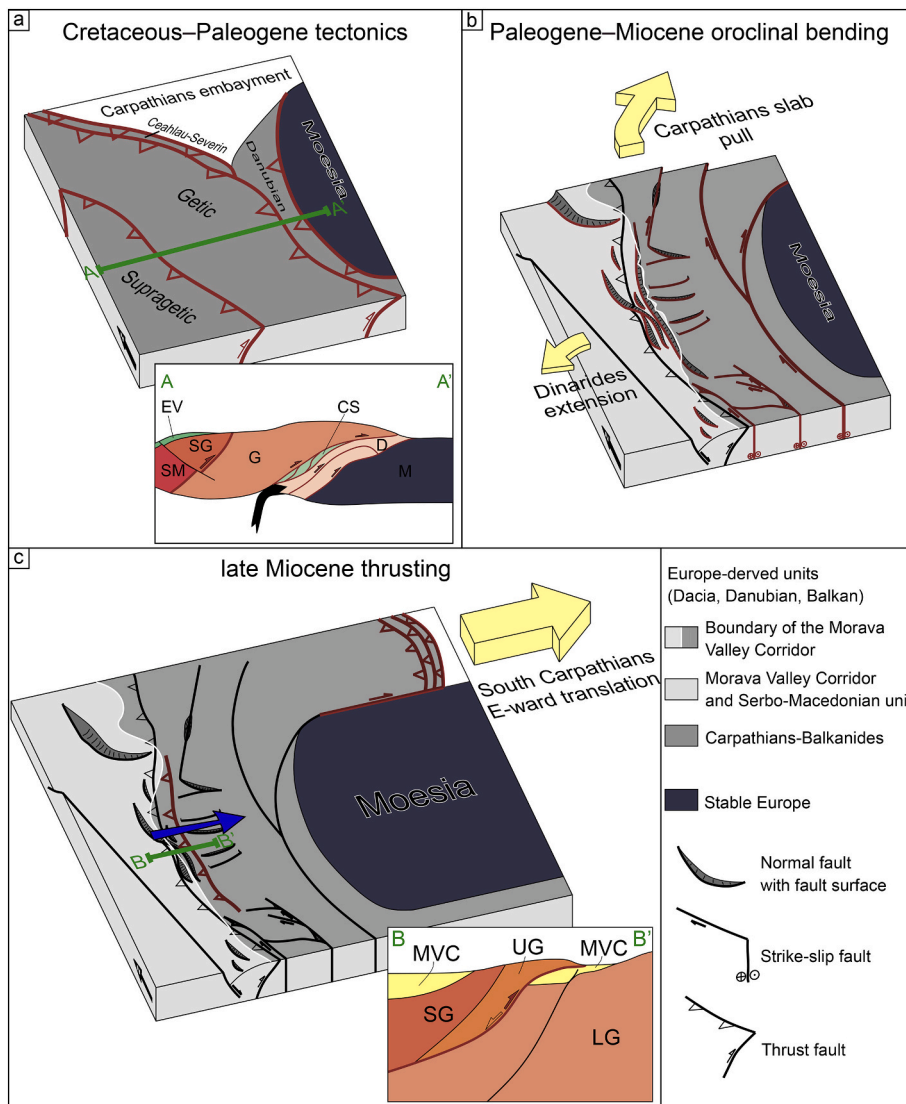 a
Cretaceous–Paleogene tectonics
Carpathians embayment
Ceahlau-Severin
Danubian
Moesia
Getic
A'
A
Supragetic
A
A'
EV
CS
SG
G
D
SM
M
b
Paleogene–Miocene oroclinal bending
Carpathians slab
pull
Moesia
Dinarides
extension
c
late Miocene thrusting
South Carpathians
E-ward translation
Moesia
B
B'
B
B'
MVC
UG
MVC
SG
LG
Europe-derved units
(Dacia, Danubian, Balkan)
Boundary of the Morava
Valley Corridor
Morava Valley Corridor
and Serbo-Macedonian uni
Carpathians-Balkanides
Stable Europe
Normal fault
with fault surface
Strike-slip fault
Thrust fault